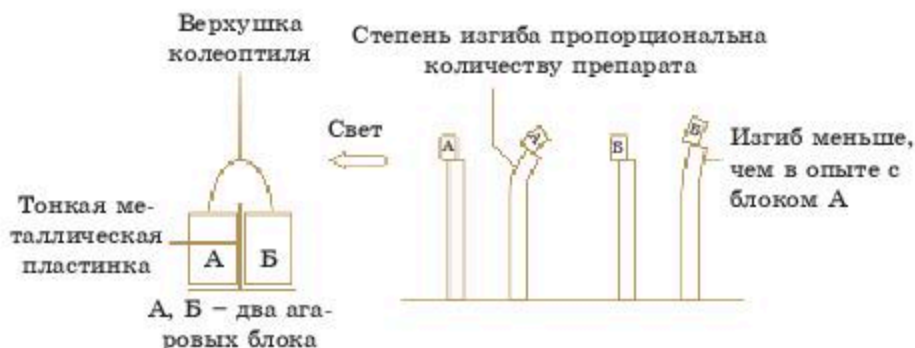 Верхушка
колеоптиля
Степень изгиба пропорциональна
количеству препарата
Свет
А
А
Б
Б
Изгиб меньше,
чем в опыте с
блоком А
Тонкая ме-
таллическая
пластинка
А
Б
А, Б – два ага-
ровых блока